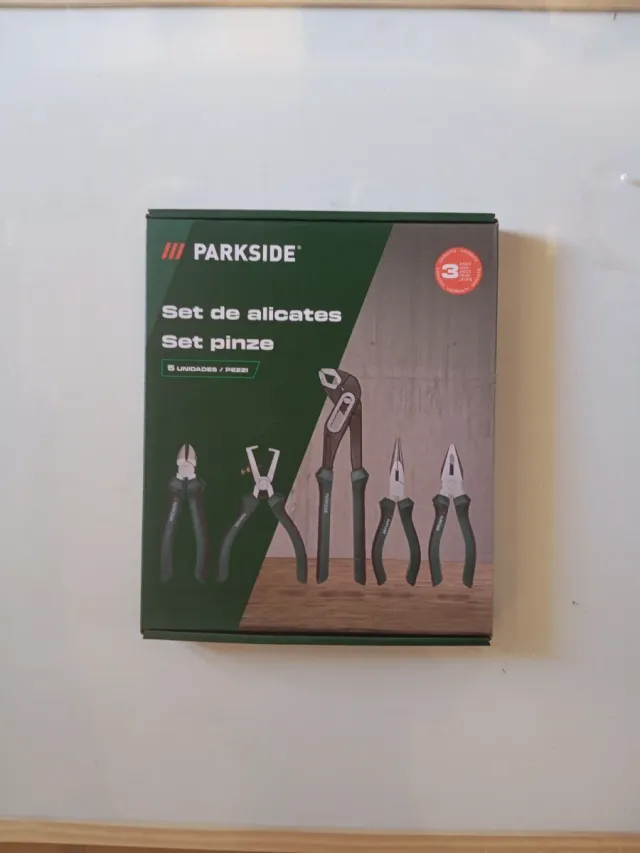 PARKSIDE®
3
Set de alicates
Set pinze
5 UNIDADES / PEZZI